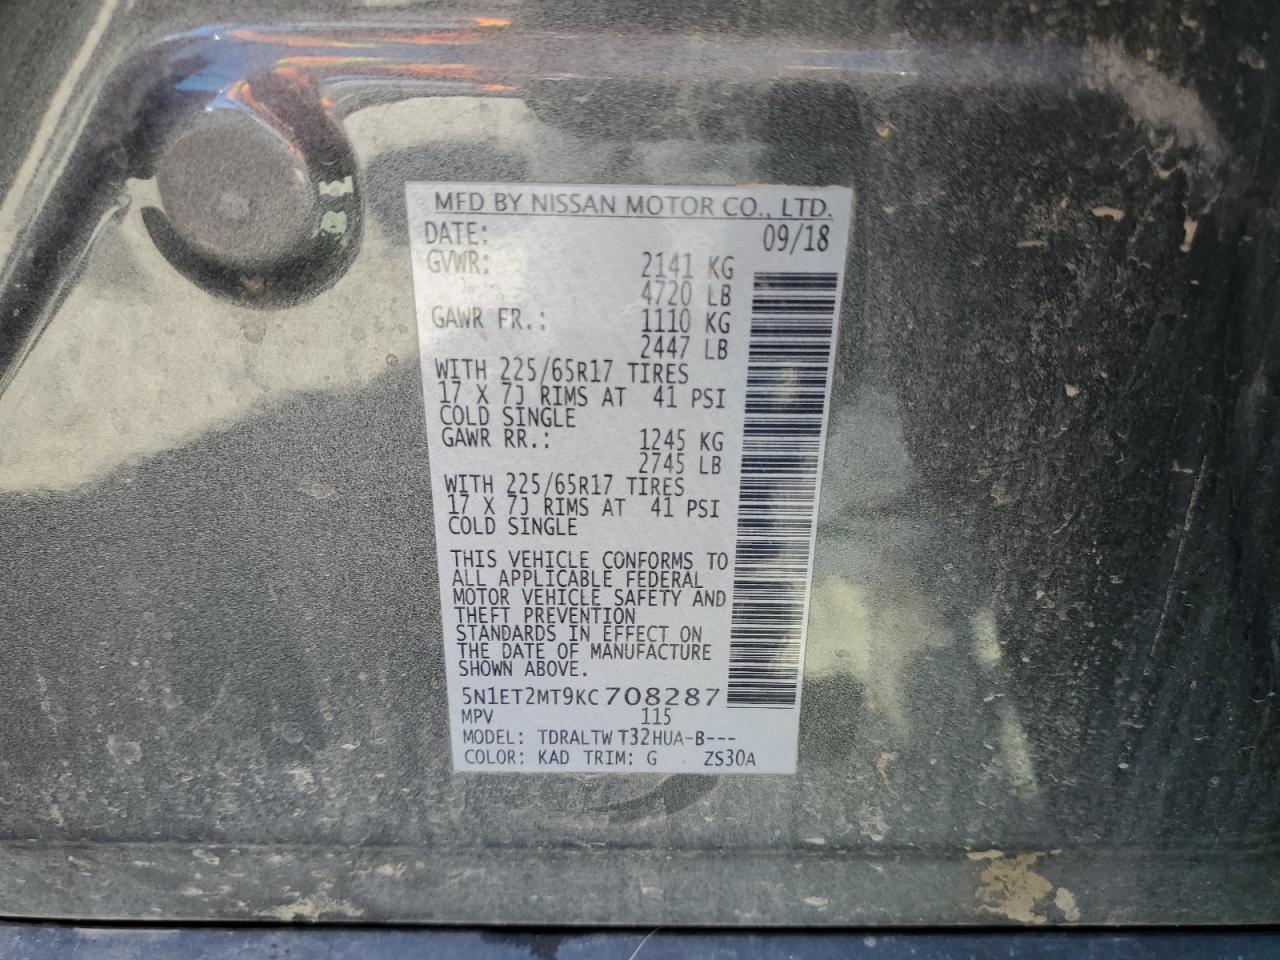 MFD BY NISSAN MOTOR CO., LTD.
DATE: 09/18
GVWR: 2141 KG
4720 LB
GAWR FR.: 1110 KG
2447 LB
WITH 225/65R17 TIRES
17 X 7J RIMS AT 41 PSI
COLD SINGLE
GAWR RR.: 1245 KG
2745 LB
WITH 225/65R17 TIRES
17 X 7J RIMS AT 41 PSI
COLD SINGLE
THIS VEHICLE CONFORMS TO
ALL APPLICABLE FEDERAL
MOTOR VEHICLE SAFETY AND
THEFT PREVENTION
STANDARDS IN EFFECT ON
THE DATE OF MANUFACTURE
SHOWN ABOVE.
5N1ET2MT9KC708287
MPV 115
MODEL: TDRALTW T32HUA-B---
COLOR: KAD TRIM: G ZS30A